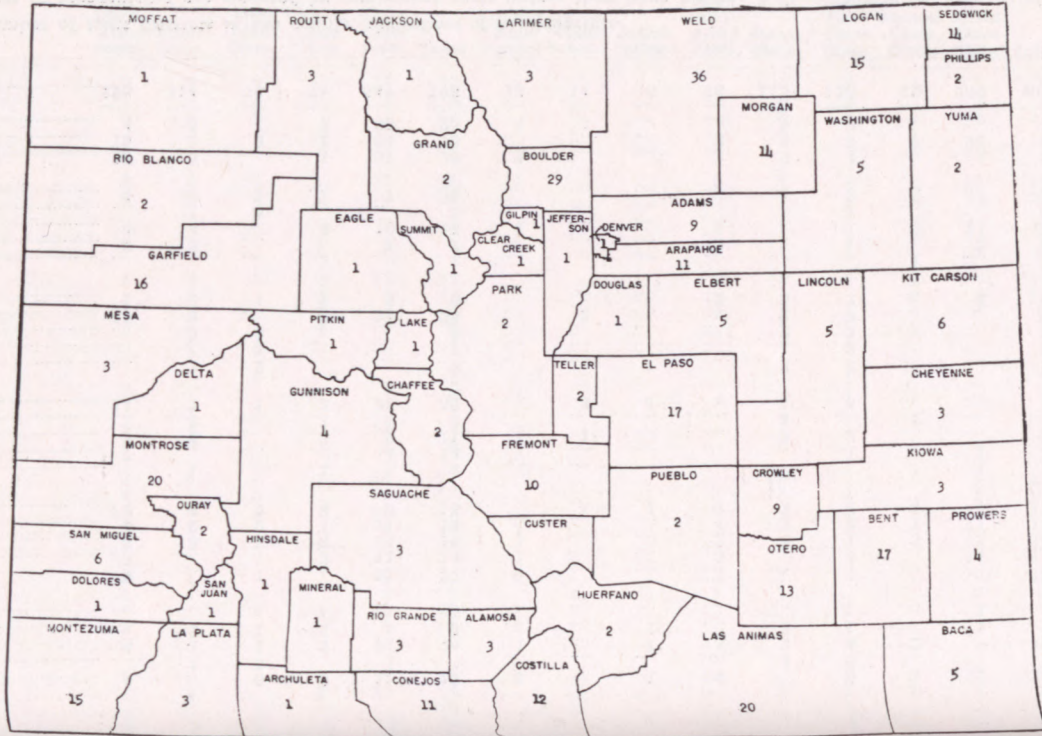 MOFFAT
1
ROUTT
3
JACKSON
1
LARIMER
3
WELD
36
LOGAN
15
SEDGWICK
14
PHILLIPS
2
MORGAN
14
WASHINGTON
5
YUMA
2
RIO BLANCO
2
GRAND
2
BOULDER
29
GILPIN
1
JEFFER-
SON
1
DENVER
ADAMS
9
ARAPAHOE
11
CLEAR
CREEK
1
EAGLE
1
SUMMIT
1
GARFIELD
16
PARK
2
DOUGLAS
1
ELBERT
5
LINCOLN
5
KIT CARSON
6
MESA
3
PITKIN
1
LAKE
1
DELTA
1
GUNNISON
4
CHAFFEE
2
TELLER
2
EL PASO
17
CHEYENNE
3
MONTROSE
20
FREMONT
10
PUEBLO
2
CROWLEY
9
KIOWA
3
OURAY
2
SAGUACHE
3
CUSTER
BENT
17
PROWERS
4
SAN MIGUEL
6
HINSDALE
1
OTERO
13
DOLORES
1
SAN
JUAN
1
MINERAL
1
HUERFANO
2
RIO GRANDE
3
ALAMOSA
3
LAS ANIMAS
20
BACA
5
MONTEZUMA
15
LA PLATA
3
COSTILLA
12
ARCHULETA
1
CONEJOS
11